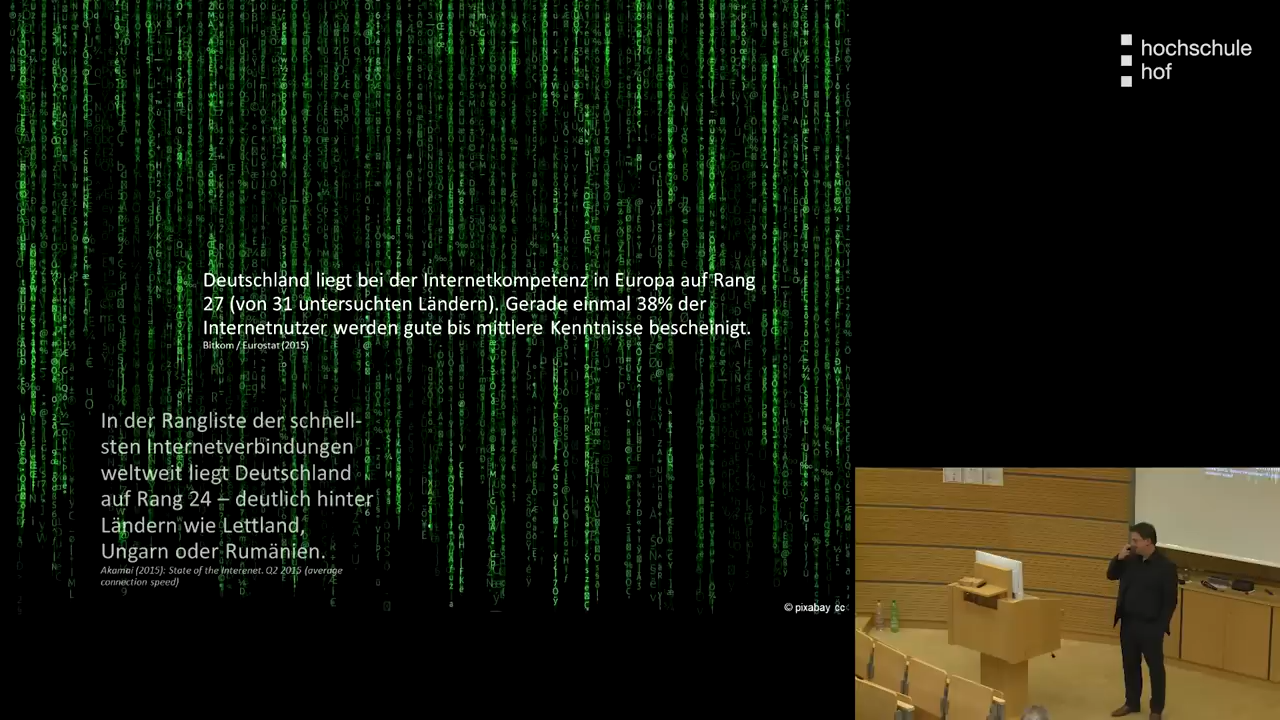 hochschule
hof
Deutschland liegt bei der Internetkompetenz in Europa auf Rang
27 (von 31 untersuchten Ländern). Gerade einmal 38% der
Internetnutzer werden gute bis mittlere Kenntnisse bescheinigt.
Bitkom / Eurostat (2015)
In der Rangliste der schnell-
sten Internetverbindungen
weltweit liegt Deutschland
auf Rang 24 – deutlich hinter
Ländern wie Lettland,
Ungarn oder Rumänien.
Akamai (2015): State of the Interenet. Q2 2015 (average
connection speed)
© pixabay cc